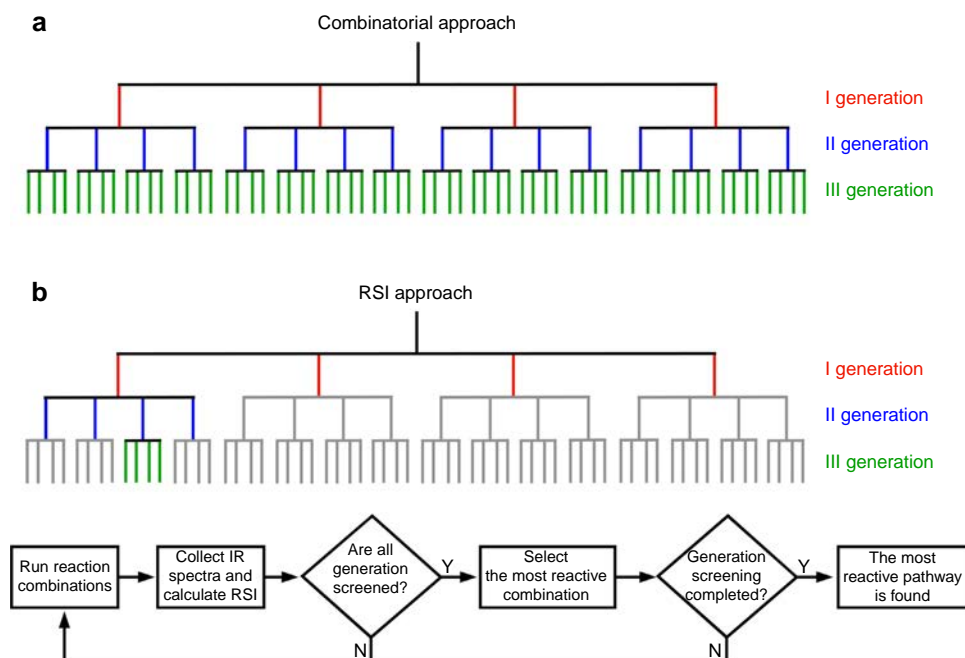 a
Combinatorial approach
I generation
II generation
III generation
b
RSI approach
I generation
II generation
III generation
Run reaction
combinations
Collect IR
spectra and
calculate RSI
Are all
generation
screened?
Y
N
Select
the most reactive
combination
Generation
screening
completed?
Y
N
The most
reactive pathway
is found